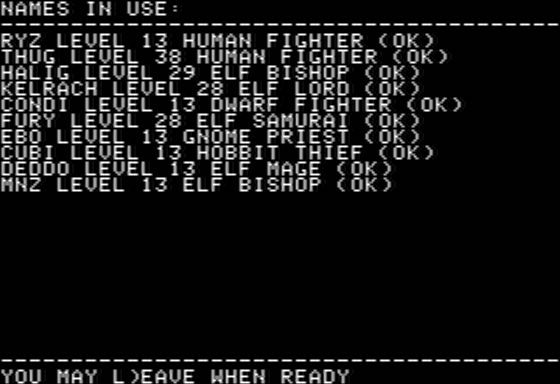 NAMES IN USE:
----------------------------------------
RYZ LEVEL 13 HUMAN FIGHTER (OK)
THUG LEVEL 38 HUMAN FIGHTER (OK)
HALIG LEVEL 29 ELF BISHOP (OK)
KELRACH LEVEL 28 ELF LORD (OK)
CONDI LEVEL 13 DWARF FIGHTER (OK)
FURY LEVEL 28 ELF SAMURAI (OK)
EBO LEVEL 13 GNOME PRIEST (OK)
CUBI LEVEL 13 HOBBIT THIEF (OK)
DEDDO LEVEL 13 ELF MAGE (OK)
MNZ LEVEL 13 ELF BISHOP (OK)
----------------------------------------
YOU MAY L)EAVE WHEN READY